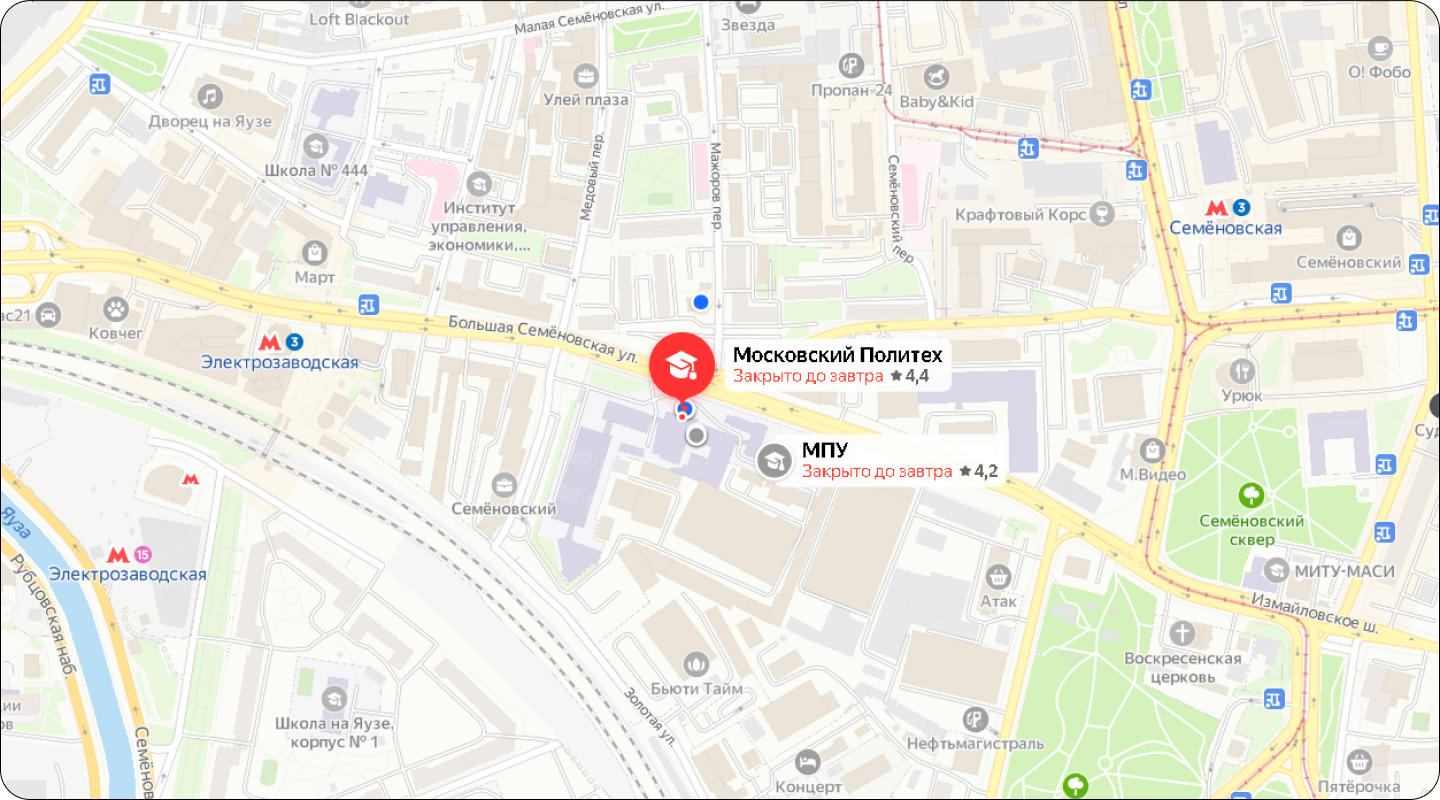 Loft Blackout
Малая Семёновская ул.
Звезда
О! Фобо
Пропан-24
Baby&Kid
Улей плаза
Дворец на Яузе
Школа № 444
Медовый пер.
Мажоров пер.
Семёновский пер.
Институт
управления,
экономики,...
Крафтовый Корс
3
Семёновская
Семёновский
Март
ас21
Ковчег
3
Электрозаводская
Большая Семёновская ул.
Московский Политех
Закрыто до завтра ★ 4,4
МПУ
Закрыто до завтра ★ 4,2
Урюк
М.Видео
Суд
Семёновский
Семёновский
сквер
Яуза
15
Электрозаводская
Рубцовская наб.
МИТУ-МАСИ
Атак
Измайловское ш.
Воскресенская
церковь
Бьюти Тайм
Золотая ул.
Школа на Яузе,
корпус № 1
Нефтьмагистраль
Концерт
Пятёрочка
Семёнов
ии
ов